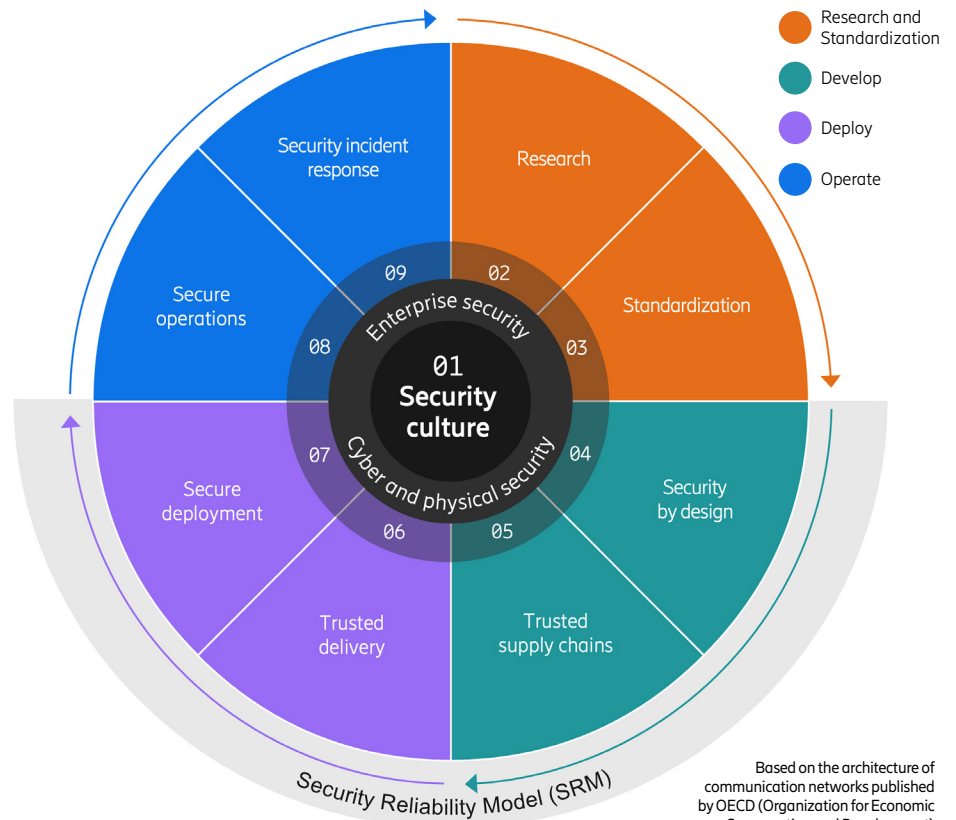 Research and
Standardization
Develop
Deploy
Operate
Security incident
response
Research
Secure
operations
Standardization
09
02
08
03
Enterprise security
01
Security
culture
Cyber and physical security
07
04
06
05
Secure
deployment
Security
by design
Trusted
delivery
Trusted
supply chains
Security Reliability Model (SRM)
Based on the architecture of
communication networks published
by OECD (Organization for Economic